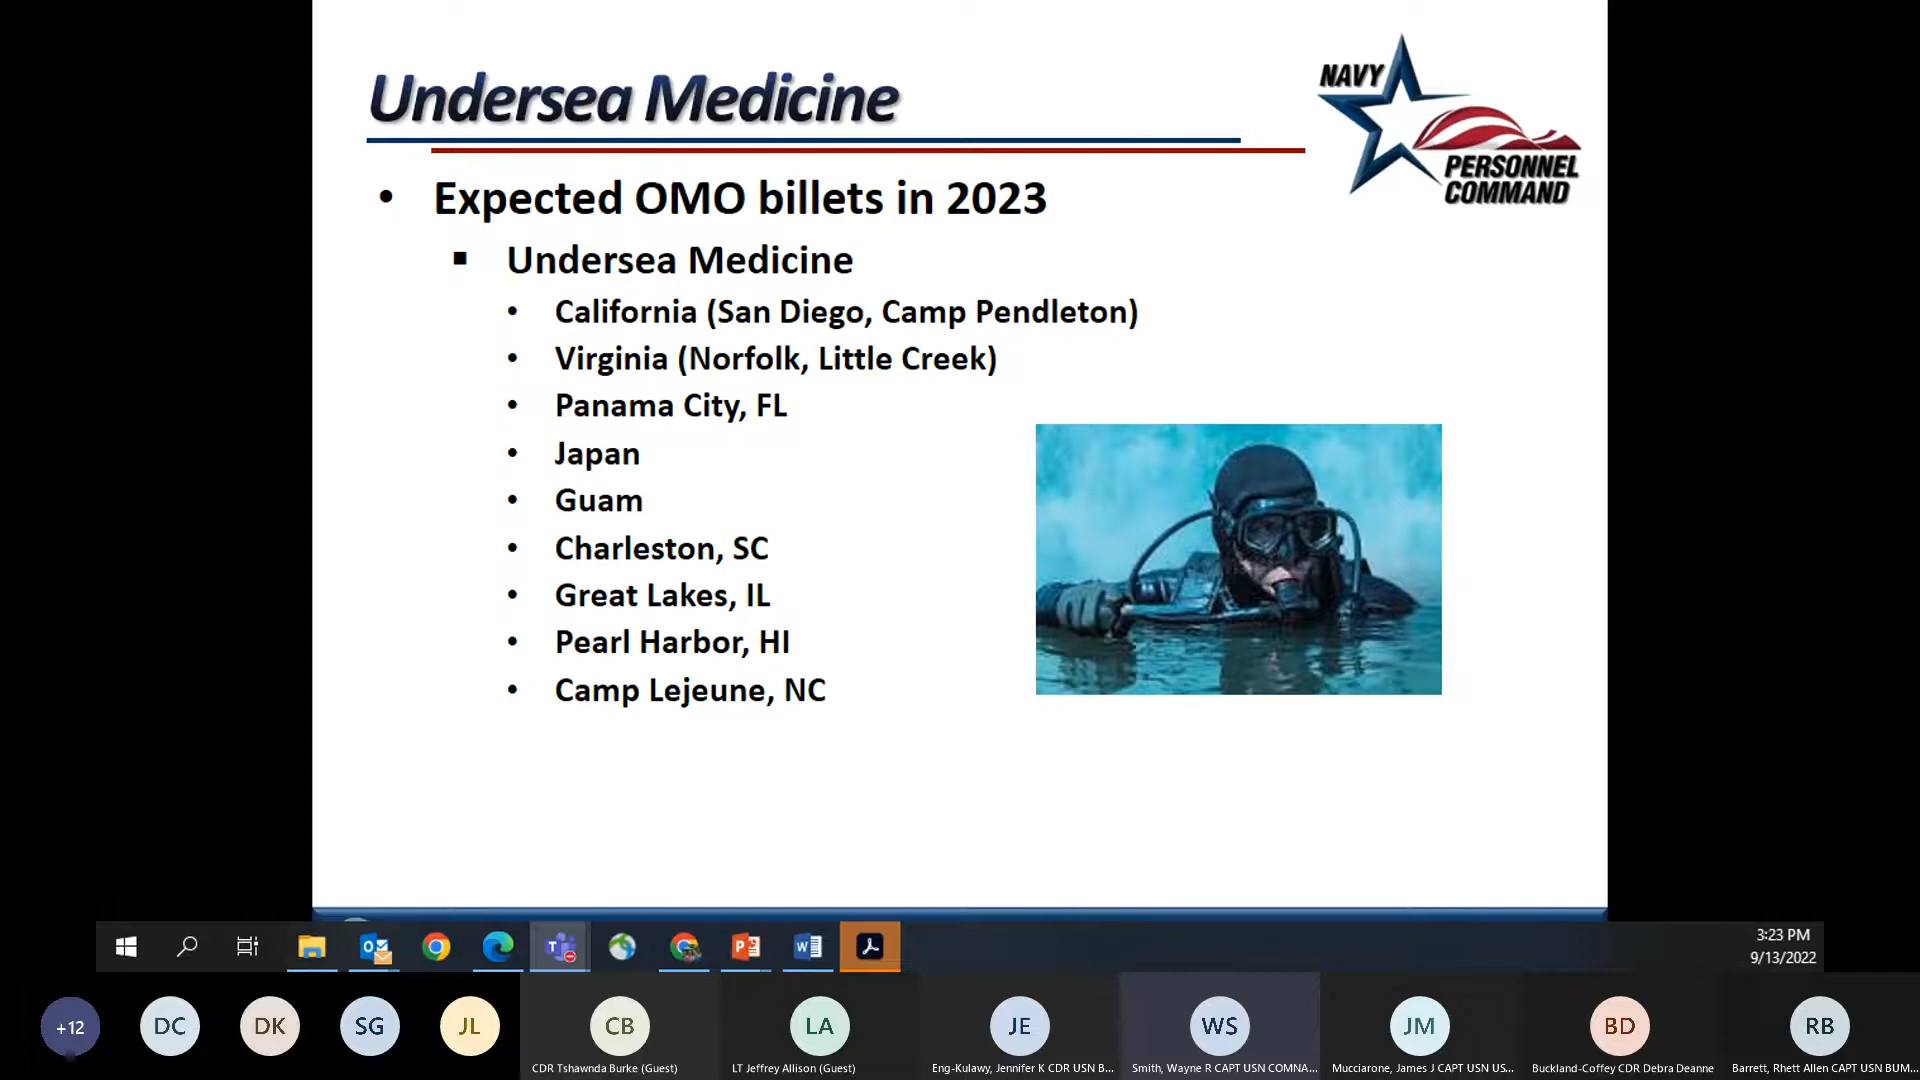 Undersea Medicine
NAVY
PERSONNEL
COMMAND
Expected OMO billets in 2023
Undersea Medicine
California (San Diego, Camp Pendleton)
Virginia (Norfolk, Little Creek)
Panama City, FL
Japan
Guam
Charleston, SC
Great Lakes, IL
Pearl Harbor, HI
Camp Lejeune, NC
3:23 PM
9/13/2022
+12
DC
DK
SG
JL
CB
LA
JE
WS
JM
BD
RB
CDR Tshawnda Burke (Guest)
LT Jeffrey Allison (Guest)
Eng-Kulawy, Jennifer K CDR USN B...
Smith, Wayne R CAPT USN COMNA...
Mucciarone, James J CAPT USN US...
Buckland-Coffey CDR Debra Deanne
Barrett, Rhett Allen CAPT USN BUM...